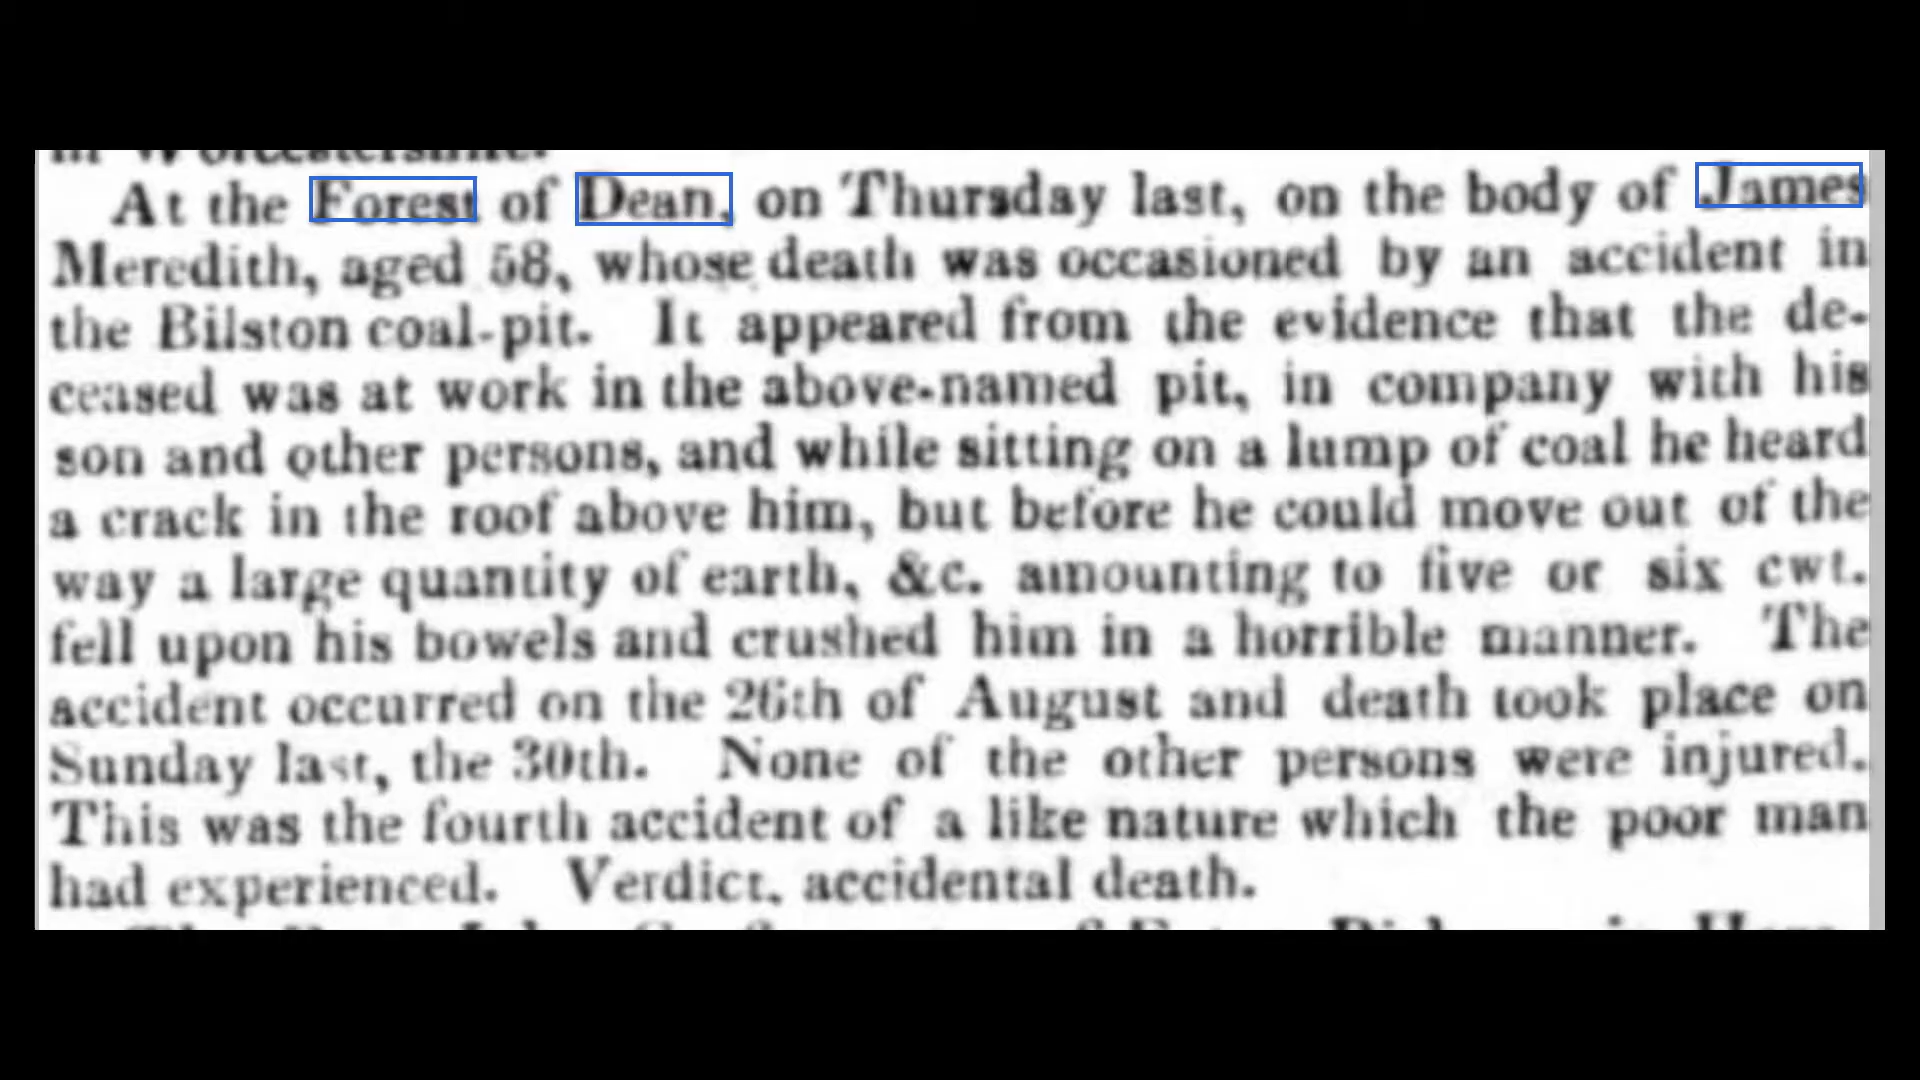 in Worcestershire.
At the Forest of Dean, on Thursday last, on the body of James
Meredith, aged 58, whose death was occasioned by an accident in
the Bilston coal-pit. It appeared from the evidence that the de-
ceased was at work in the above-named pit, in company with his
son and other persons, and while sitting on a lump of coal he heard
a crack in the roof above him, but before he could move out of the
way a large quantity of earth, &c. amounting to five or six cwt.
fell upon his bowels and crushed him in a horrible manner. The
accident occurred on the 26th of August and death took place on
Sunday last, the 30th. None of the other persons were injured.
This was the fourth accident of a like nature which the poor man
had experienced. Verdict, accidental death.